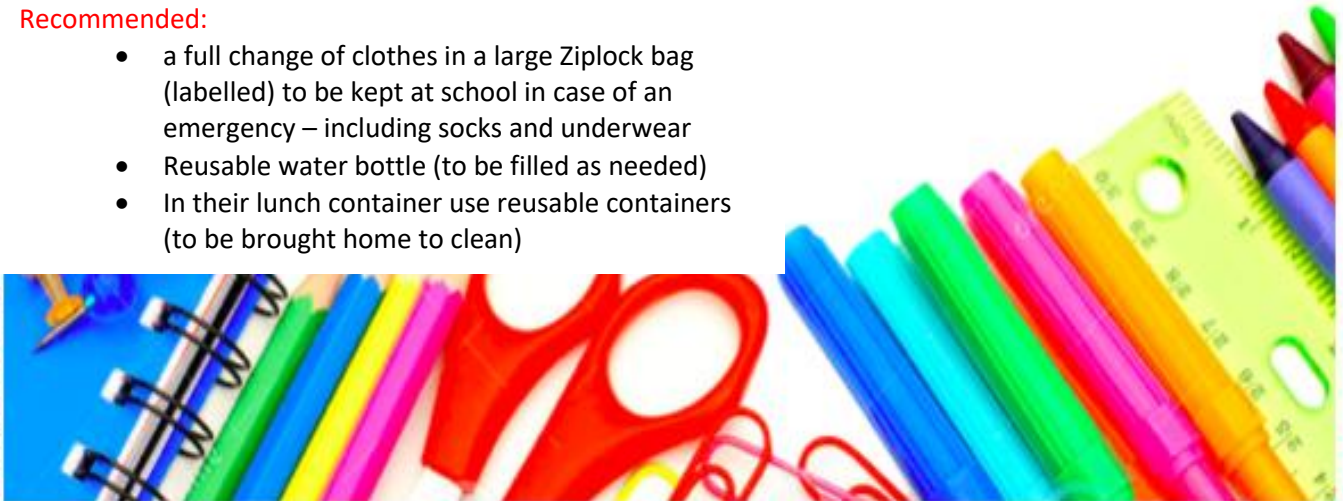 Recommended:
• a full change of clothes in a large Ziplock bag
(labelled) to be kept at school in case of an
emergency – including socks and underwear
• Reusable water bottle (to be filled as needed)
• In their lunch container use reusable containers
(to be brought home to clean)